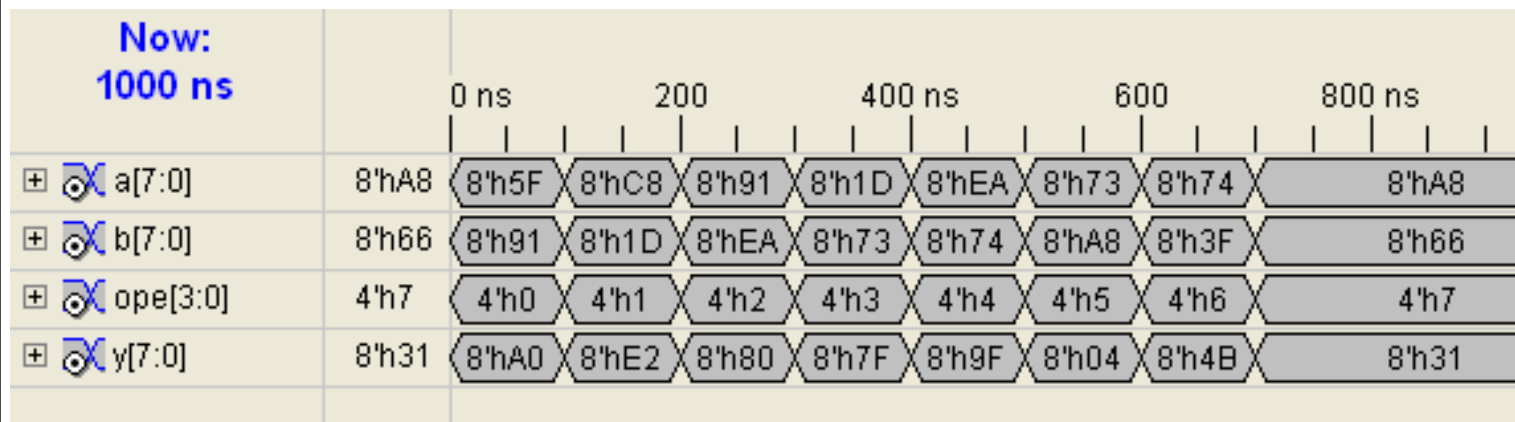 Now:
1000 ns
0 ns 200 400 ns 600 800 ns
a[7:0] 8'hA8 8'h5F 8'hC8 8'h91 8'h1D 8'hEA 8'h73 8'h74 8'hA8
b[7:0] 8'h66 8'h91 8'h1D 8'hEA 8'h73 8'h74 8'hA8 8'h3F 8'h66
ope[3:0] 4'h7 4'h0 4'h1 4'h2 4'h3 4'h4 4'h5 4'h6 4'h7
y[7:0] 8'h31 8'hA0 8'hE2 8'h80 8'h7F 8'h9F 8'h04 8'h4B 8'h31